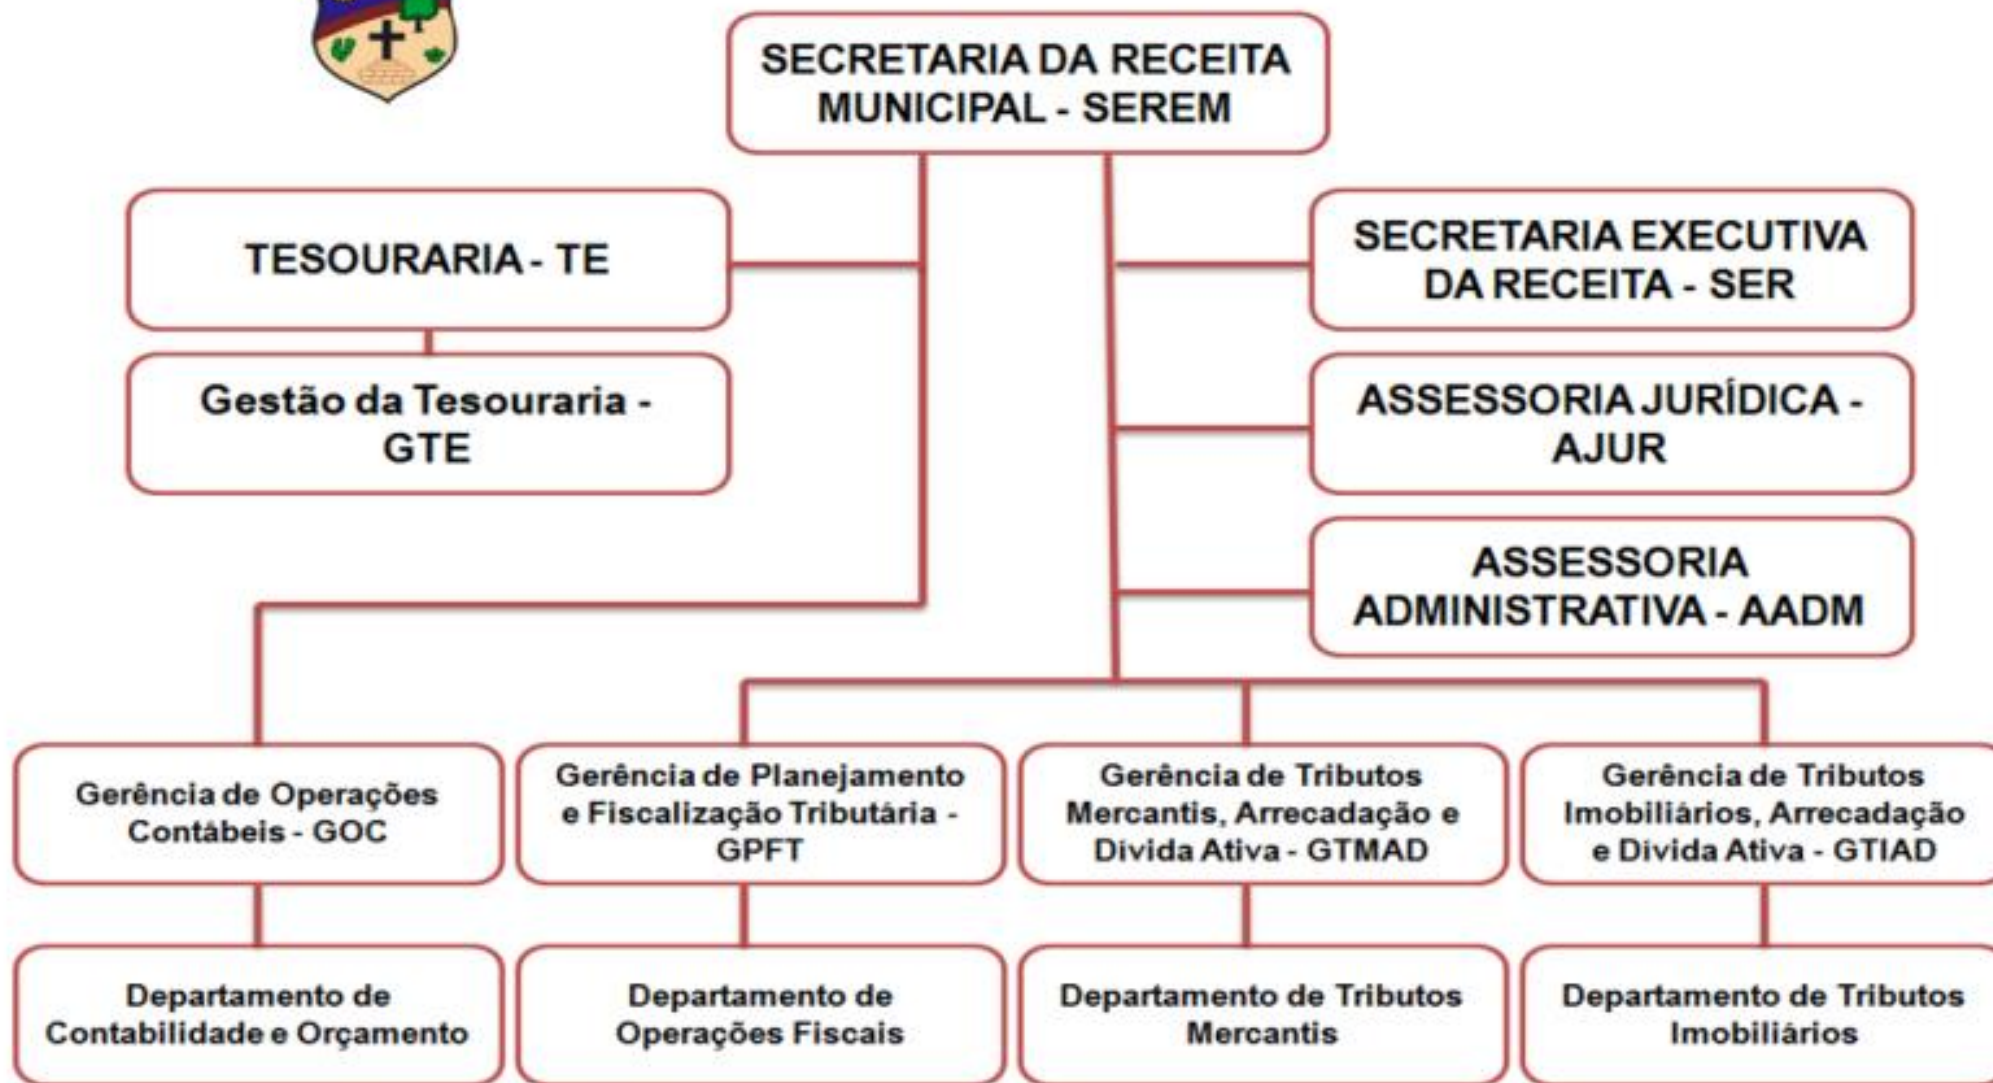 SECRETARIA DA RECEITA
MUNICIPAL - SEREM
TESOURARIA - TE
SECRETARIA EXECUTIVA
DA RECEITA - SER
Gestão da Tesouraria -
GTE
ASSESSORIA JURÍDICA -
AJUR
ASSESSORIA
ADMINISTRATIVA - AADM
Gerência de Operações
Contábeis - GOC
Gerência de Planejamento
e Fiscalização Tributária -
GPFT
Gerência de Tributos
Mercantis, Arrecadação e
Dívida Ativa - GTMAD
Gerência de Tributos
Imobiliários, Arrecadação
e Dívida Ativa - GTIAD
Departamento de
Contabilidade e Orçamento
Departamento de
Operações Fiscais
Departamento de Tributos
Mercantis
Departamento de Tributos
Imobiliários